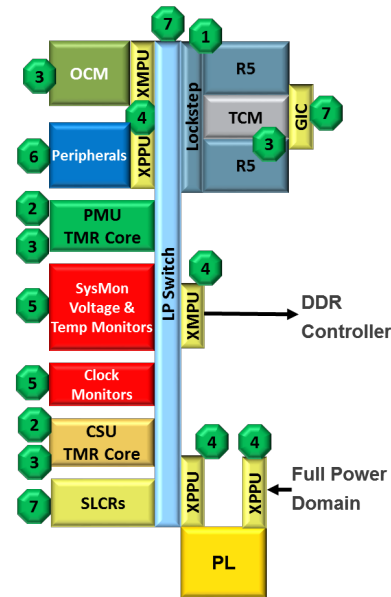 7
1
3
OCM
XMPU
Lockstep
R5
4
TCM
GIC
7
6
Peripherals
XPPU
3
R5
2
3
PMU
TMR Core
LP Switch
4
5
SysMon
Voltage &
Temp Monitors
XMPU
DDR
Controller
5
Clock
Monitors
2
3
CSU
TMR Core
4
4
7
SLCRs
XPPU
XPPU
Full Power
Domain
PL